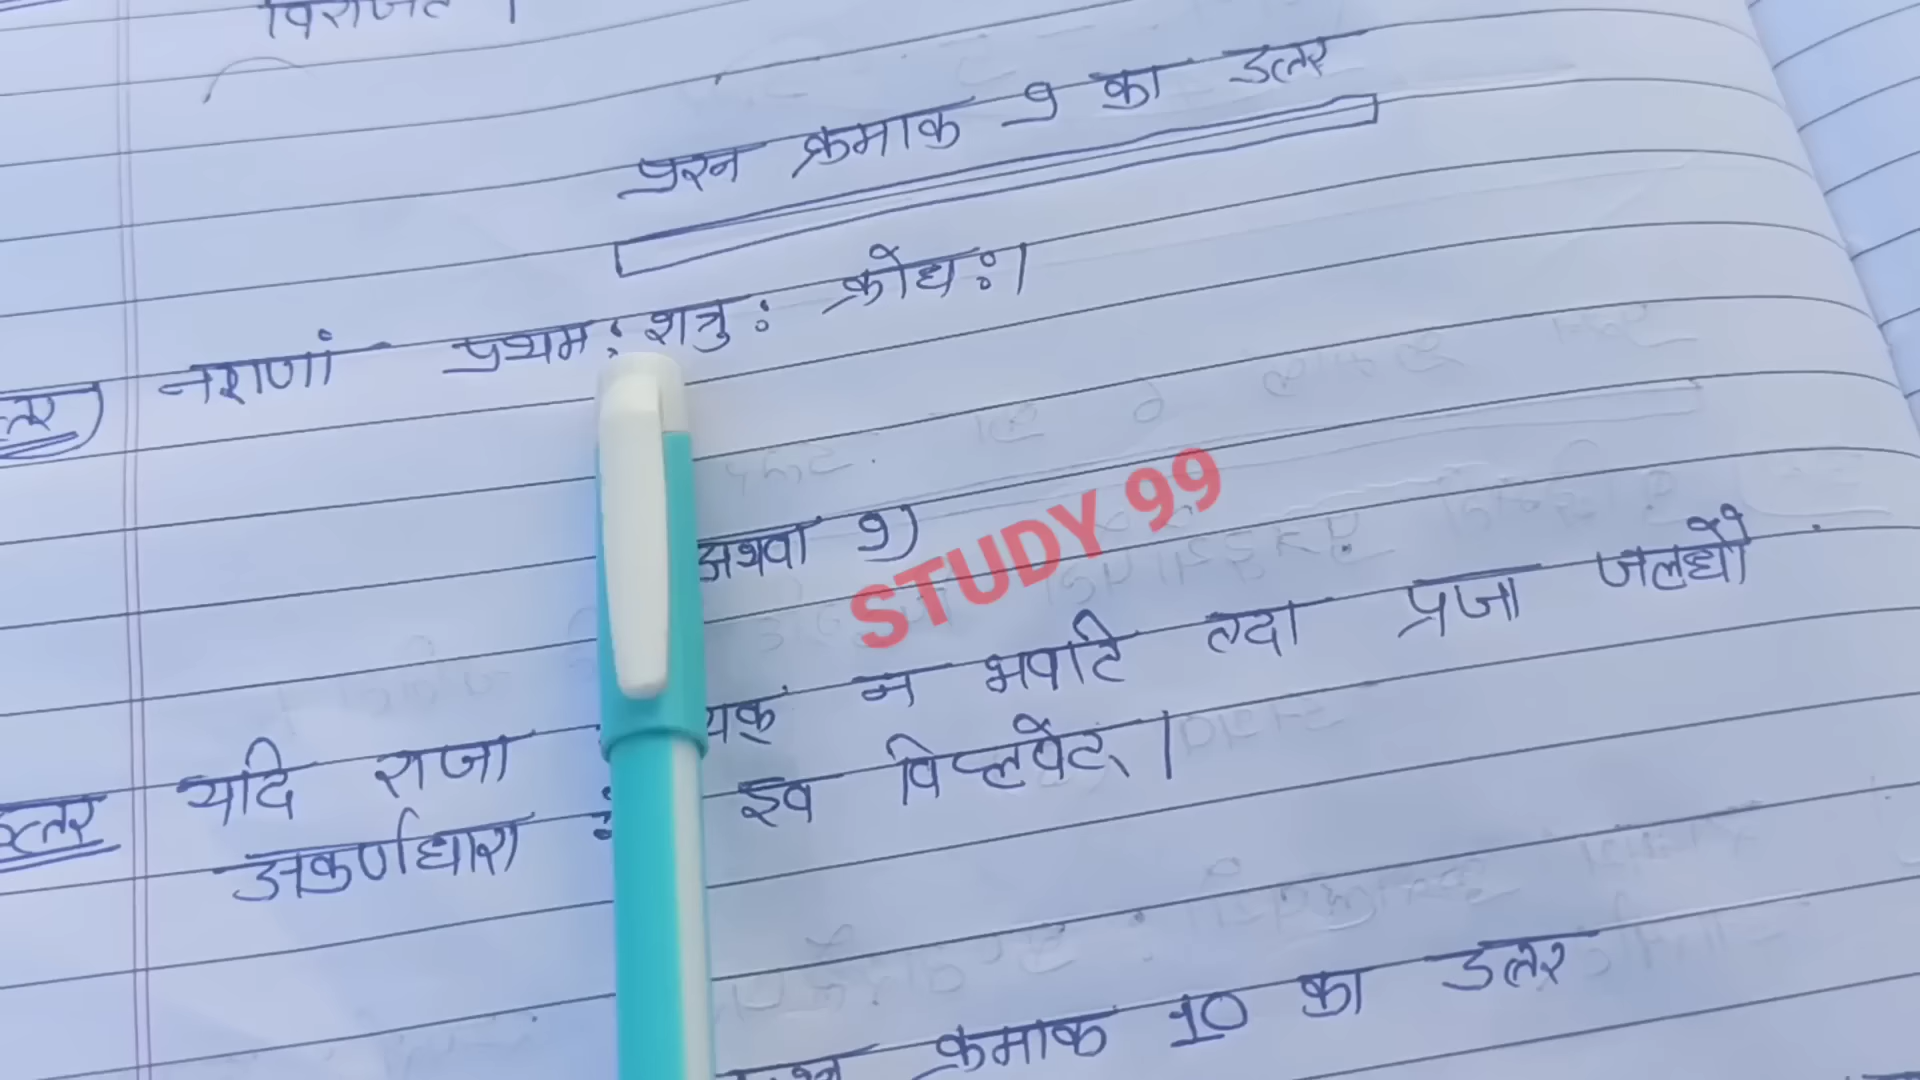 विराजते ।
प्रश्न क्रमाक 9 का उत्तर
नराणां प्रथम: शत्रु: क्रोध:।
अथवा 9)
STUDY 99
उत्तर यदि राजा न भवति तदा प्रजा जलधौ
अकर्णधारा इव विप्लवेत् ।
क्रमाक 10 का उत्तर